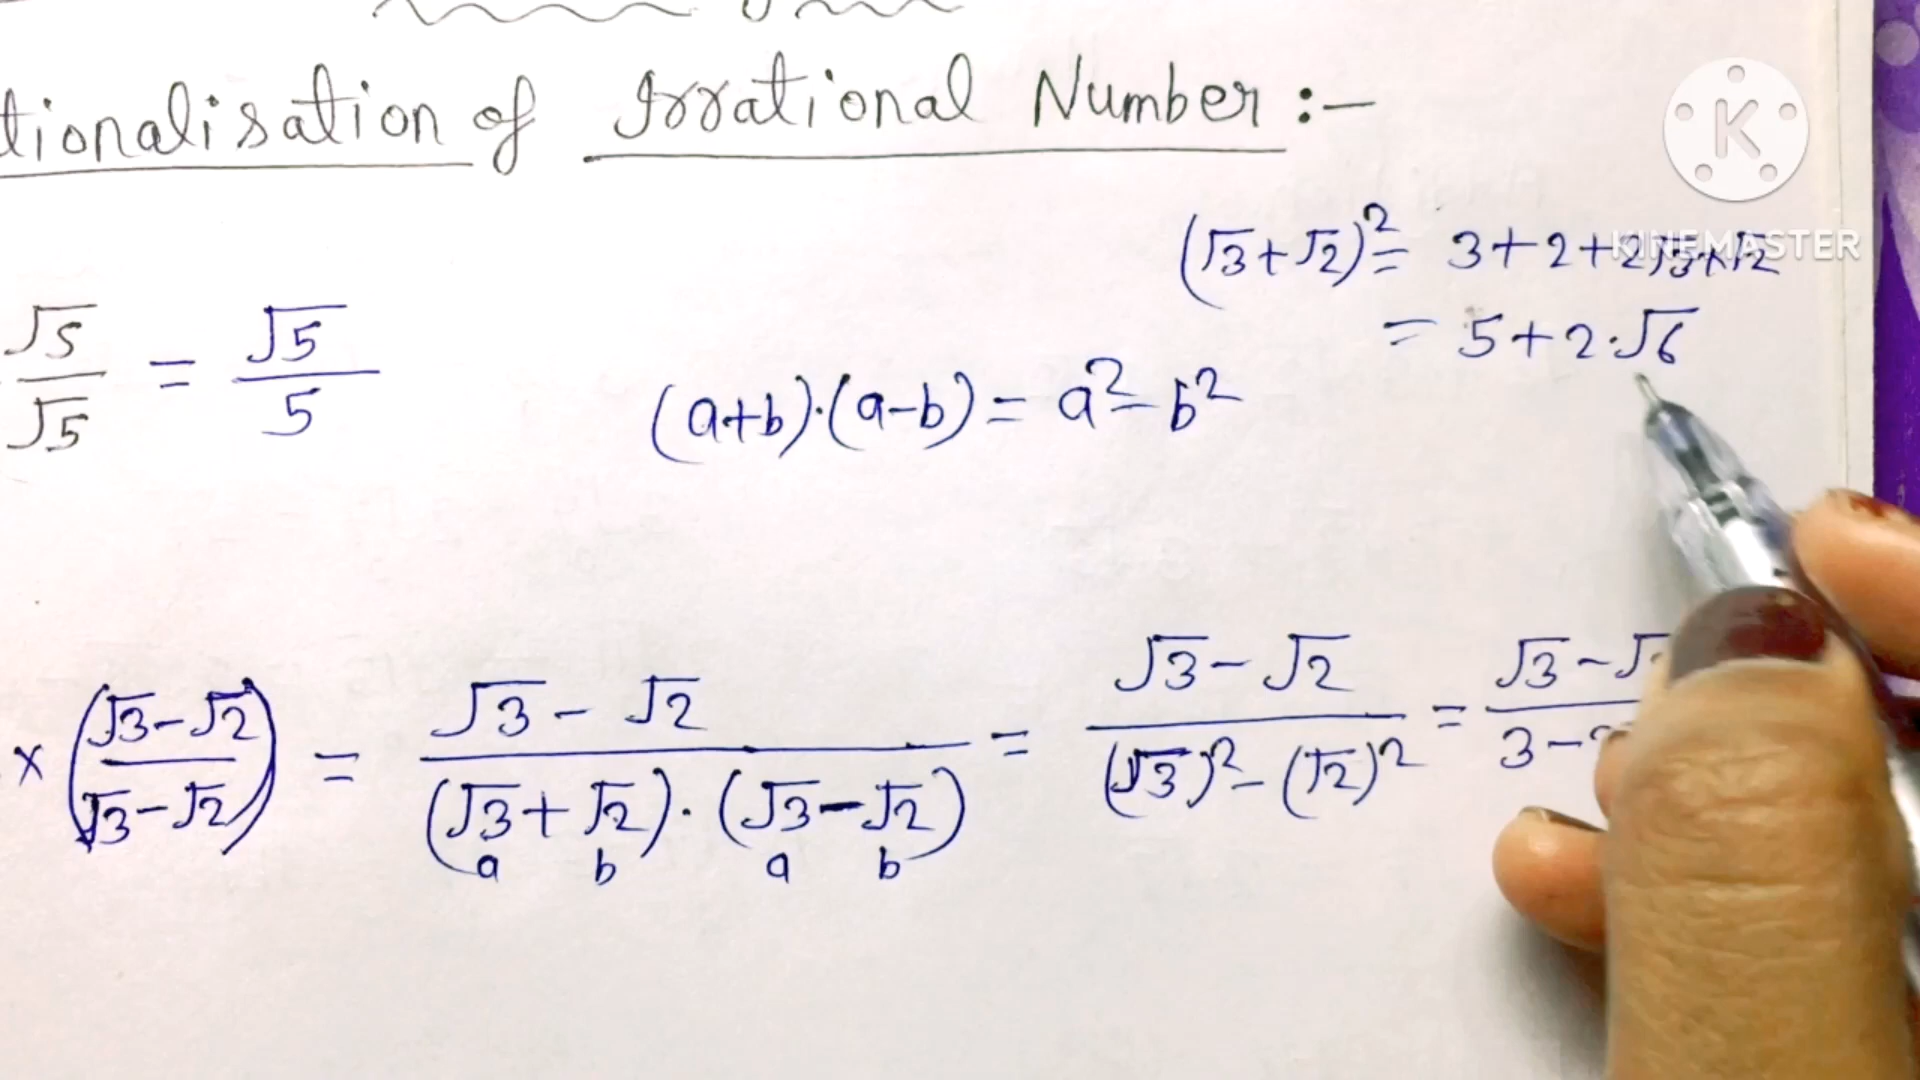 tionalisation of Irrational Number :-
K
KINEMASTER
(√3+√2)²= 3+2+2√3×√2
= 5+2·√6
√5/√5 = √5/5
(a+b)·(a-b)= a²-b²
× (√3-√2/√3-√2) = √3-√2/(√3+√2)·(√3-√2) = √3-√2/(√3)²-(√2)² = √3-√/3-
a b a b